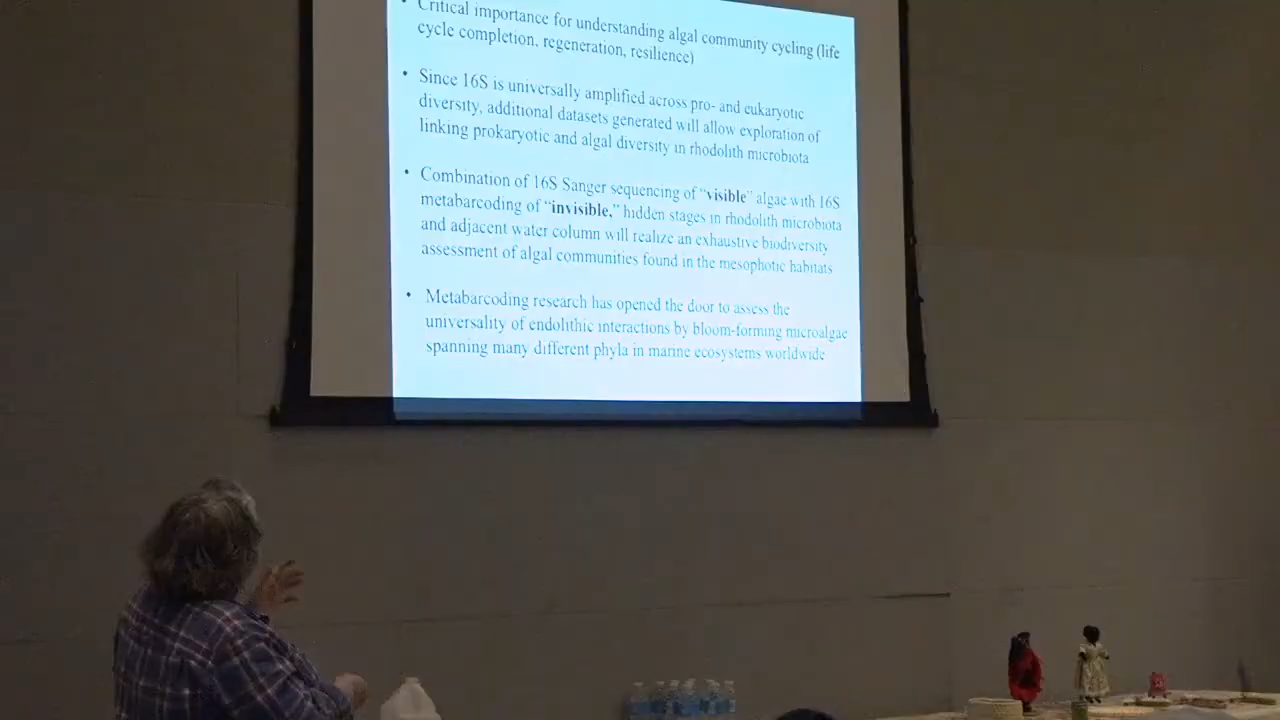 • Critical importance for understanding algal community cycling (life
cycle completion, regeneration, resilience)
• Since 16S is universally amplified across pro- and eukaryotic
diversity, additional datasets generated will allow exploration of
linking prokaryotic and algal diversity in rhodolith microbiota
• Combination of 16S Sanger sequencing of “visible” algae with 16S
metabarcoding of “invisible,” hidden stages in rhodolith microbiota
and adjacent water column will realize an exhaustive biodiversity
assessment of algal communities found in the mesophotic habitats
• Metabarcoding research has opened the door to assess the
universality of endolithic interactions by bloom-forming microalgae
spanning many different phyla in marine ecosystems worldwide